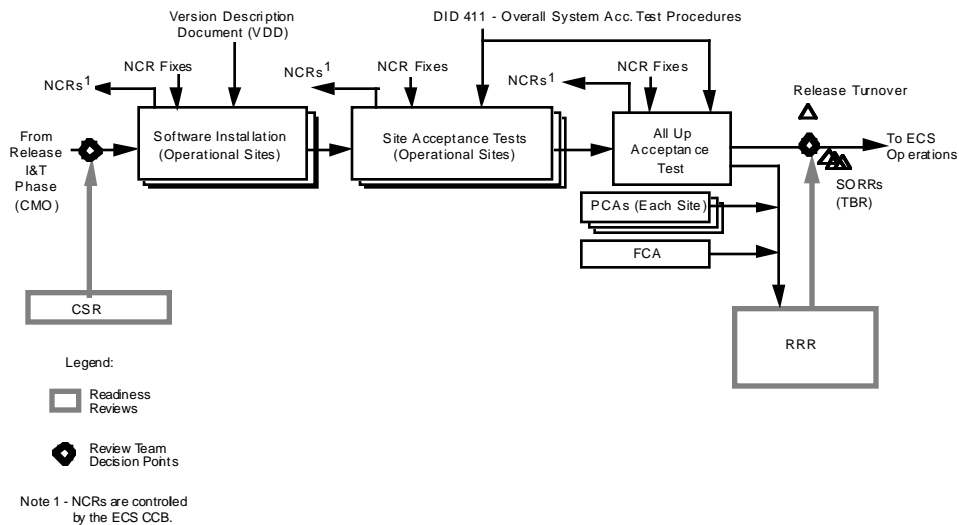 Version Description
Document (VDD)
DID 411 - Overall System Acc. Test Procedures
NCRs1
NCR Fixes
NCRs1
NCR Fixes
NCRs1
NCR Fixes
Release Turnover
From
Release
I&T
Phase
(CMO)
Software Installation
(Operational Sites)
Site Acceptance Tests
(Operational Sites)
All Up
Acceptance
Test
To ECS
Operations
SORRs
(TBR)
PCAs (Each Site)
FCA
CSR
RRR
Legend:
Readiness
Reviews
Review Team
Decision Points
Note 1 - NCRs are controled
by the ECS CCB.